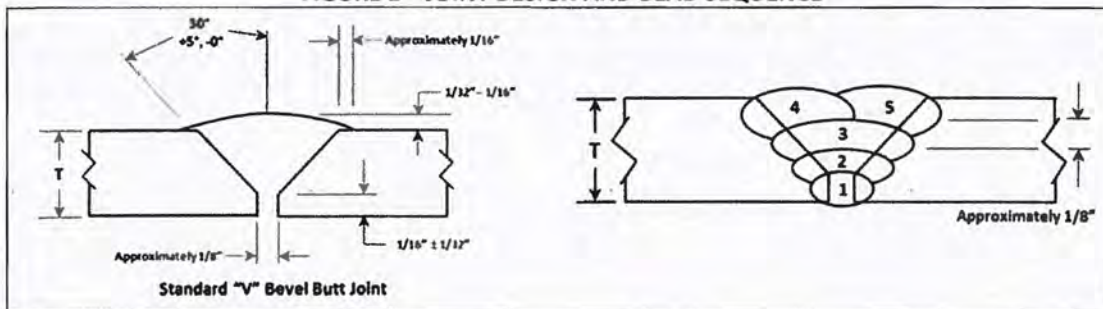 30°
+5°, -0°
Approximately 1/16"
1/32" - 1/16"
T
Approximately 1/8"
1/16" ± 1/32"
Standard "V" Bevel Butt Joint
T
4
5
3
2
1
Approximately 1/8"